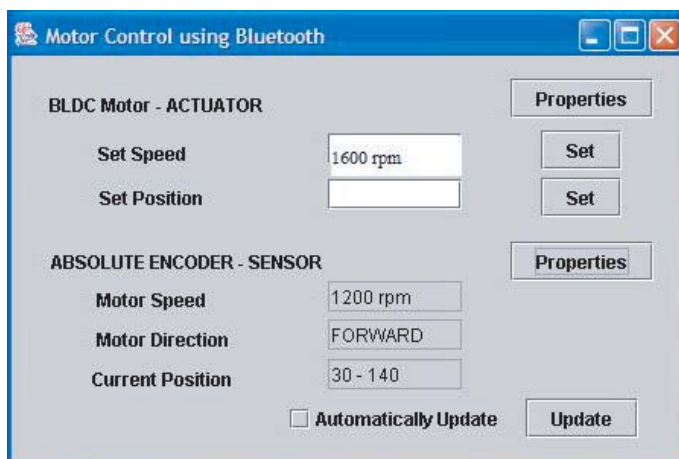 Motor Control using Bluetooth
BLDC Motor - ACTUATOR Properties
Set Speed 1600 rpm Set
Set Position Set
ABSOLUTE ENCODER - SENSOR Properties
Motor Speed 1200 rpm
Motor Direction FORWARD
Current Position 30 - 140
Automatically Update Update